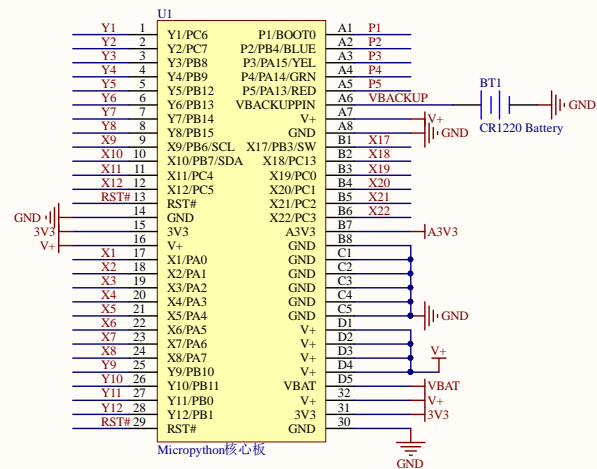 U1
Y1 1 Y1/PC6 P1/BOOT0 A1 P1
Y2 2 Y2/PC7 P2/PB4/BLUE A2 P2
Y3 3 Y3/PB8 P3/PA15/YEL A3 P3
Y4 4 Y4/PB9 P4/PA14/GRN A4 P4
Y5 5 Y5/PB12 P5/PA13/RED A5 P5
Y6 6 Y6/PB13 VBACKUPPIN A6 VBACKUP
BT1
GND
CR1220 Battery
Y7 7 Y7/PB14 V+ A7 V+
Y8 8 Y8/PB15 GND A8 GND
X9 9 X9/PB6/SCL X17/PB3/SW B1 X17
X10 10 X10/PB7/SDA X18/PC13 B2 X18
X11 11 X11/PC4 X19/PC0 B3 X19
X12 12 X12/PC5 X20/PC1 B4 X20
RST# 13 RST# X21/PC2 B5 X21
GND 14 GND X22/PC3 B6 X22
3V3 15 3V3 A3V3 B7 A3V3
V+ 16 V+ GND B8
X1 17 X1/PA0 GND C1
X2 18 X2/PA1 GND C2
X3 19 X3/PA2 GND C3
X4 20 X4/PA3 GND C4
X5 21 X5/PA4 GND C5 GND
X6 22 X6/PA5 V+ D1
X7 23 X7/PA6 V+ D2
X8 24 X8/PA7 V+ D3 V+
Y9 25 Y9/PB10 V+ D4
Y10 26 Y10/PB11 VBAT D5 VBAT
Y11 27 Y11/PB0 V+ 32 V+
Y12 28 Y12/PB1 3V3 31 3V3
RST# 29 RST# GND 30
Micropython核心板
GND